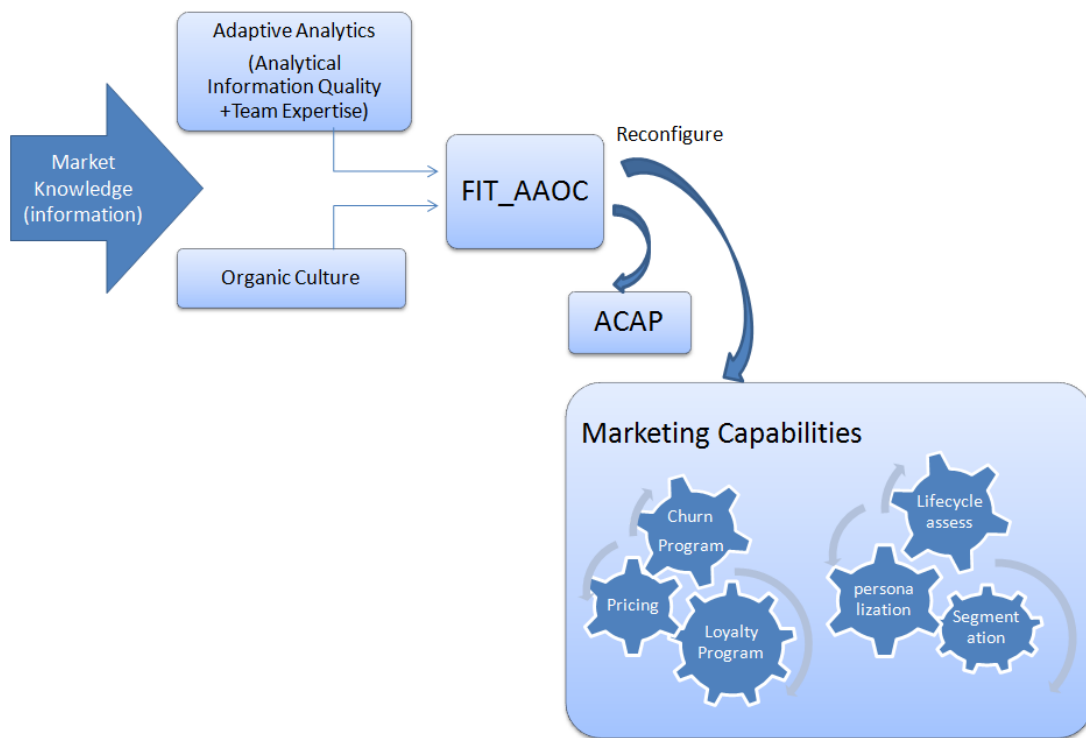 Adaptive Analytics
(Analytical
Information Quality
+Team Expertise)
Market
Knowledge
(information)
Organic Culture
FIT_AAOC
Reconfigure
ACAP
Marketing Capabilities
Churn
Program
Pricing
Loyalty
Program
Lifecycle
assess
persona
lization
Segment
ation